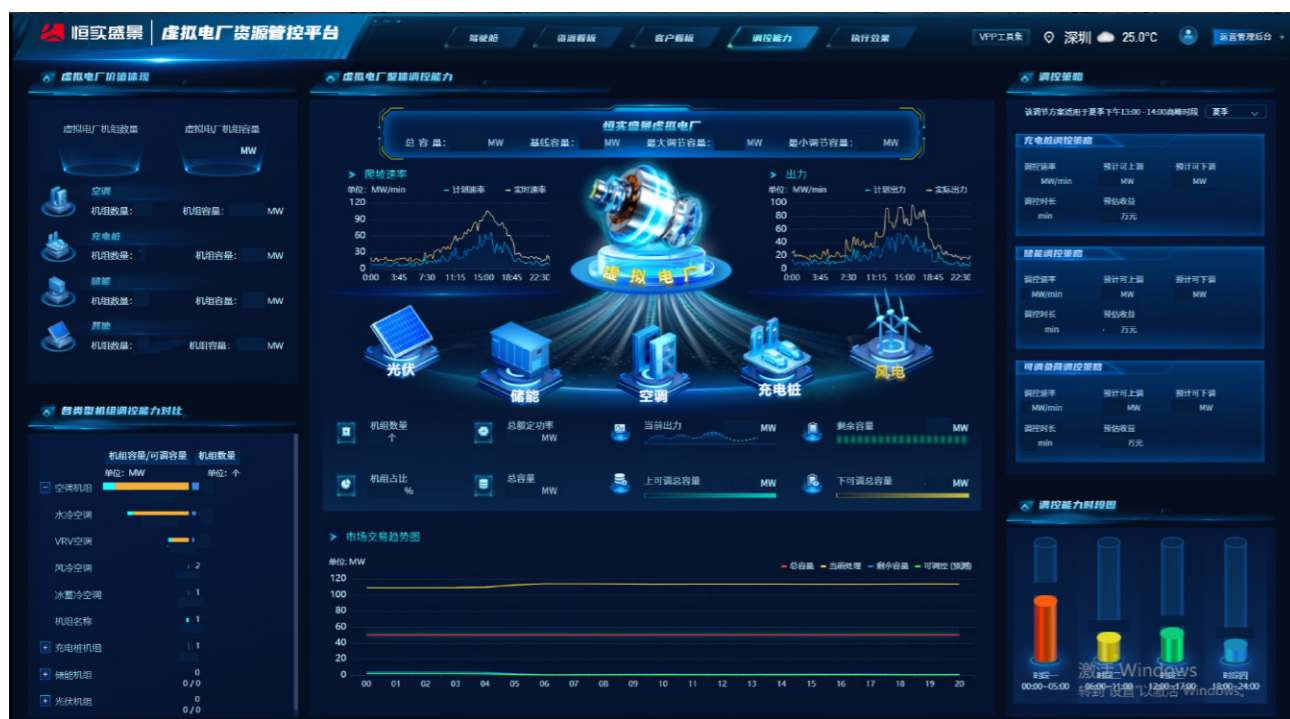 恒实盛景 虚拟电厂资源管控平台
驾驶舱 资源看板 客户看板 调控能力 执行效果
VPP工具集 深圳 25.0°C 运营管理后台
虚拟电厂价值体现
虚拟电厂机组数量 虚拟电厂机组容量
MW
空调
机组数量: 机组容量: MW
充电桩
机组数量: 机组容量: MW
储能
机组数量: 机组容量: MW
其他
机组数量: 机组容量: MW
各类型机组调控能力对比
机组容量/可调容量 机组数量
单位: MW 单位: 个
空调机组
水冷空调
VRV空调
风冷空调 2
冰蓄冷空调 1
机组名称 1
充电桩机组 1
储能机组 0
0/0
光伏机组 0
0/0
虚拟电厂整体调控能力
恒实盛景虚拟电厂
总容量: MW 基线容量: MW 最大调节容量: MW 最小调节容量: MW
爬坡速率
单位: MW/min 计划速率 实时速率
120
90
60
30
0
0:00 3:45 7:30 11:15 15:00 18:45 22:30
出力
单位: MW/min 计划出力 实际出力
100
80
60
40
20
0
0:00 3:45 7:30 11:15 15:00 18:45 22:30
虚拟电厂
光伏
储能
空调
充电桩
风电
机组数量 总额定功率 当前出力 MW 剩余容量 MW
个 MW
机组占比 总容量 上可调总容量 MW 下可调总容量 MW
% MW
市场交易趋势图
单位: MW 总容量 当前处理 剩余容量 可调控 (预测)
120
100
80
60
40
20
0
00 01 02 03 04 05 06 07 08 09 10 11 12 13 14 15 16 17 18 19 20
调控策略
该调节方案适用于夏季下午13:00 - 14:00高峰时段 夏季
充电桩调控策略
调控速率 预计可上调 预计可下调
MW/min MW MW
调控时长 预估收益
min 万元
储能调控策略
调控速率 预计可上调 预计可下调
MW/min MW MW
调控时长 预估收益
min 万元
可调负荷调控策略
调控速率 预计可上调 预计可下调
MW/min MW MW
调控时长 预估收益
min 万元
调控能力时段图
时段一 时段二 时段三 时段四
00:00~05:00 06:00~11:00 12:00~17:00 18:00~24:00
激活 Windows
转到"设置"以激活 Windows。